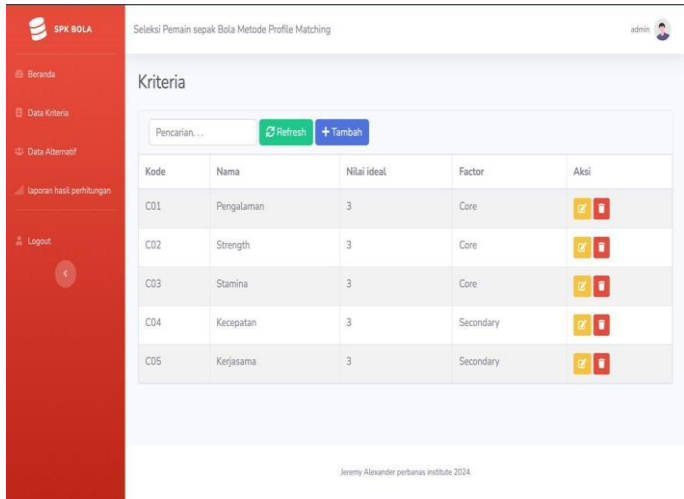 SPK BOLA
Seleksi Pemain sepak Bola Metode Profile Matching
admin
Beranda
Data Kriteria
Data Alternatif
laporan hasil perhitungan
Logout
Kriteria
Pencarian. . .
Refresh
Tambah
Kode Nama Nilai ideal Factor Aksi
C01 Pengalaman 3 Core
C02 Strength 3 Core
C03 Stamina 3 Core
C04 Kecepatan 3 Secondary
C05 Kerjasama 3 Secondary
Jeremy Alexander perbanas institute 2024